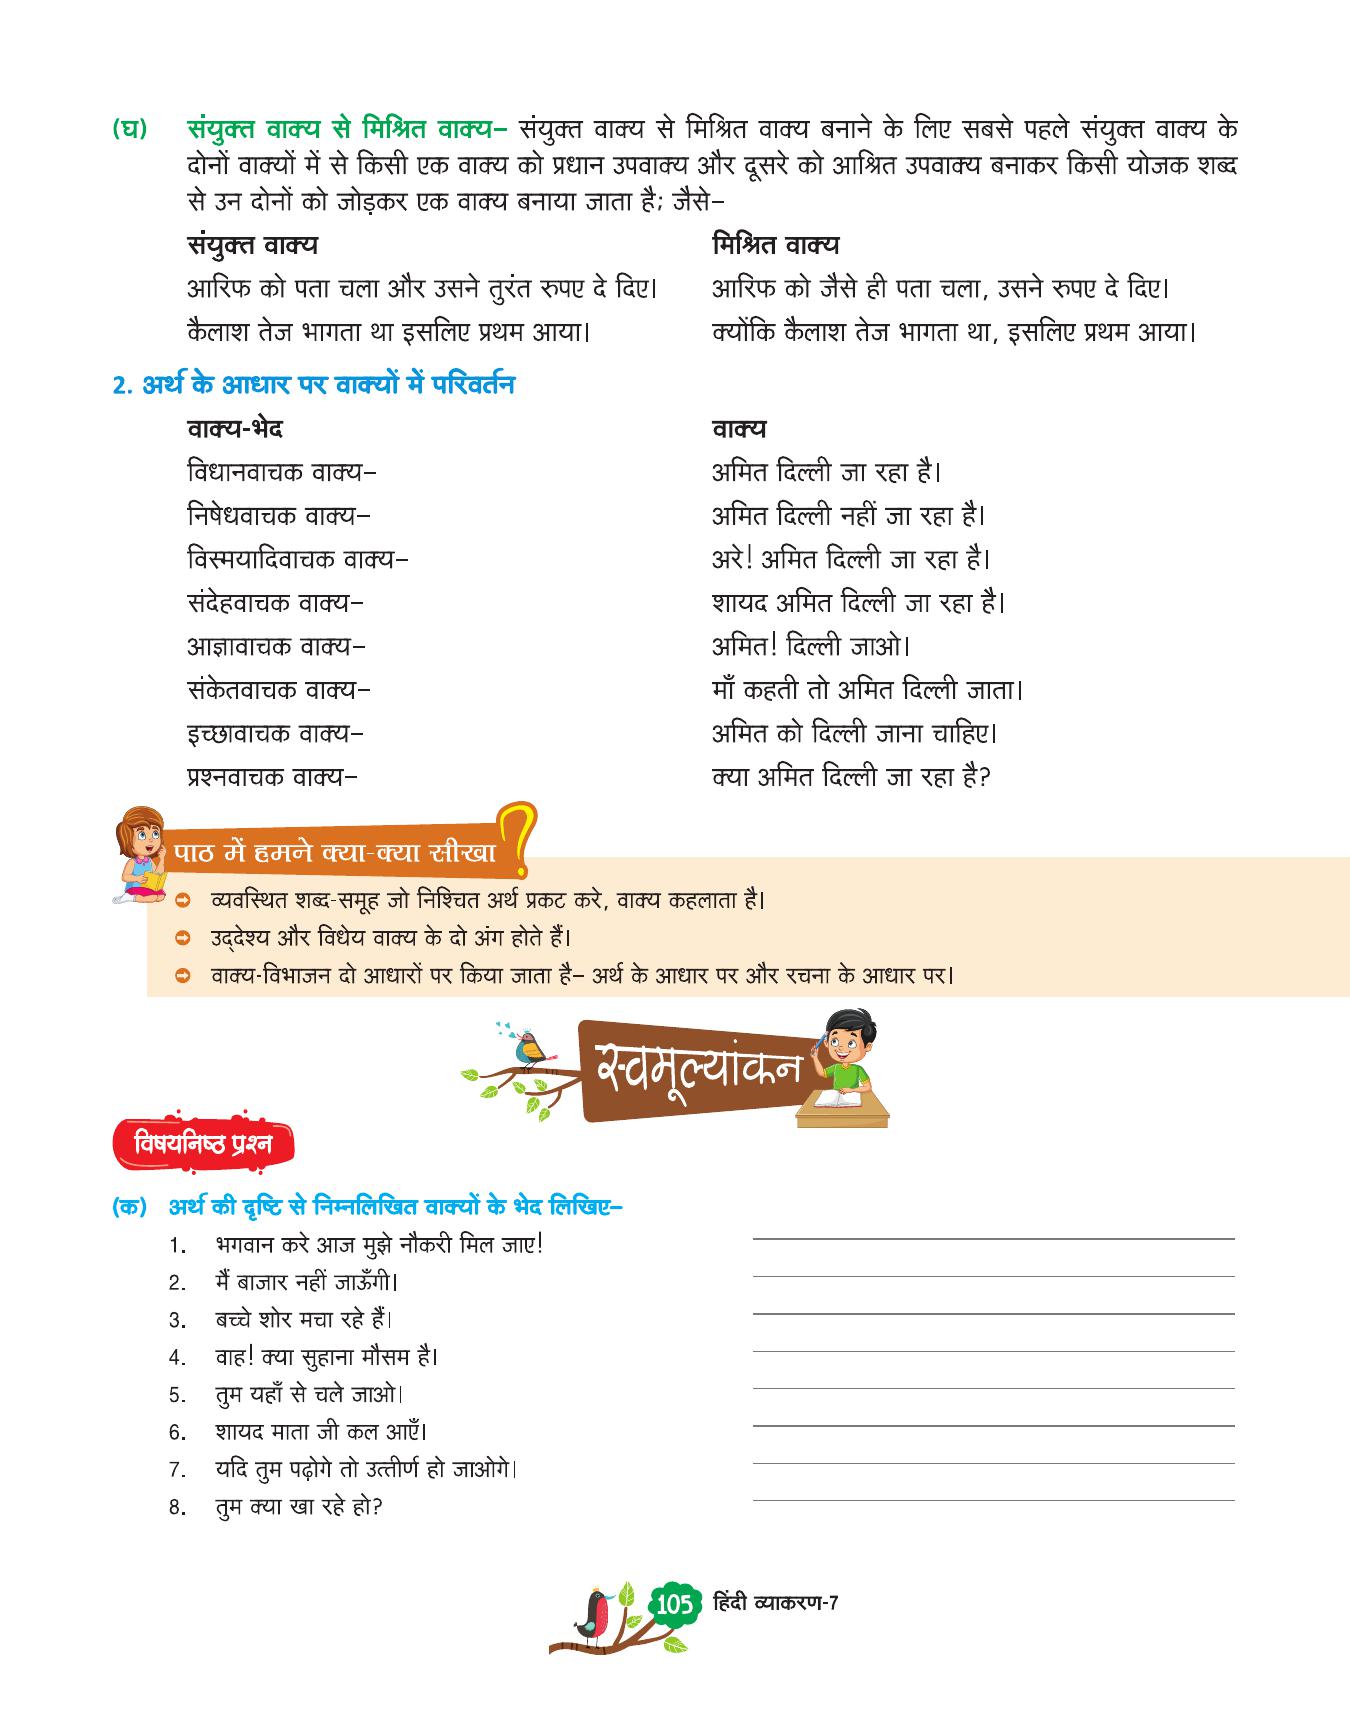 (घ) संयुक्त वाक्य से मिश्रित वाक्य– संयुक्त वाक्य से मिश्रित वाक्य बनाने के लिए सबसे पहले संयुक्त वाक्य के
दोनों वाक्यों में से किसी एक वाक्य को प्रधान उपवाक्य और दूसरे को आश्रित उपवाक्य बनाकर किसी योजक शब्द
से उन दोनों को जोड़कर एक वाक्य बनाया जाता है; जैसे–
संयुक्त वाक्य मिश्रित वाक्य
आरिफ को पता चला और उसने तुरंत रुपए दे दिए। आरिफ को जैसे ही पता चला, उसने रुपए दे दिए।
कैलाश तेज भागता था इसलिए प्रथम आया। क्योंकि कैलाश तेज भागता था, इसलिए प्रथम आया।
2. अर्थ के आधार पर वाक्यों में परिवर्तन
वाक्य-भेद वाक्य
विधानवाचक वाक्य– अमित दिल्ली जा रहा है।
निषेधवाचक वाक्य– अमित दिल्ली नहीं जा रहा है।
विस्मयादिवाचक वाक्य– अरे! अमित दिल्ली जा रहा है।
संदेहवाचक वाक्य– शायद अमित दिल्ली जा रहा है।
आज्ञावाचक वाक्य– अमित! दिल्ली जाओ।
संकेतवाचक वाक्य– माँ कहती तो अमित दिल्ली जाता।
इच्छावाचक वाक्य– अमित को दिल्ली जाना चाहिए।
प्रश्नवाचक वाक्य– क्या अमित दिल्ली जा रहा है?
पाठ में हमने क्या-क्या सीखा ?
व्यवस्थित शब्द-समूह जो निश्चित अर्थ प्रकट करे, वाक्य कहलाता है।
उद्देश्य और विधेय वाक्य के दो अंग होते हैं।
वाक्य-विभाजन दो आधारों पर किया जाता है– अर्थ के आधार पर और रचना के आधार पर।
स्वमूल्यांकन
विषयनिष्ठ प्रश्न
(क) अर्थ की दृष्टि से निम्नलिखित वाक्यों के भेद लिखिए–
1. भगवान करे आज मुझे नौकरी मिल जाए!
2. मैं बाजार नहीं जाऊँगी।
3. बच्चे शोर मचा रहे हैं।
4. वाह! क्या सुहाना मौसम है।
5. तुम यहाँ से चले जाओ।
6. शायद माता जी कल आएँ।
7. यदि तुम पढ़ोगे तो उत्तीर्ण हो जाओगे।
8. तुम क्या खा रहे हो?
105 हिंदी व्याकरण-7